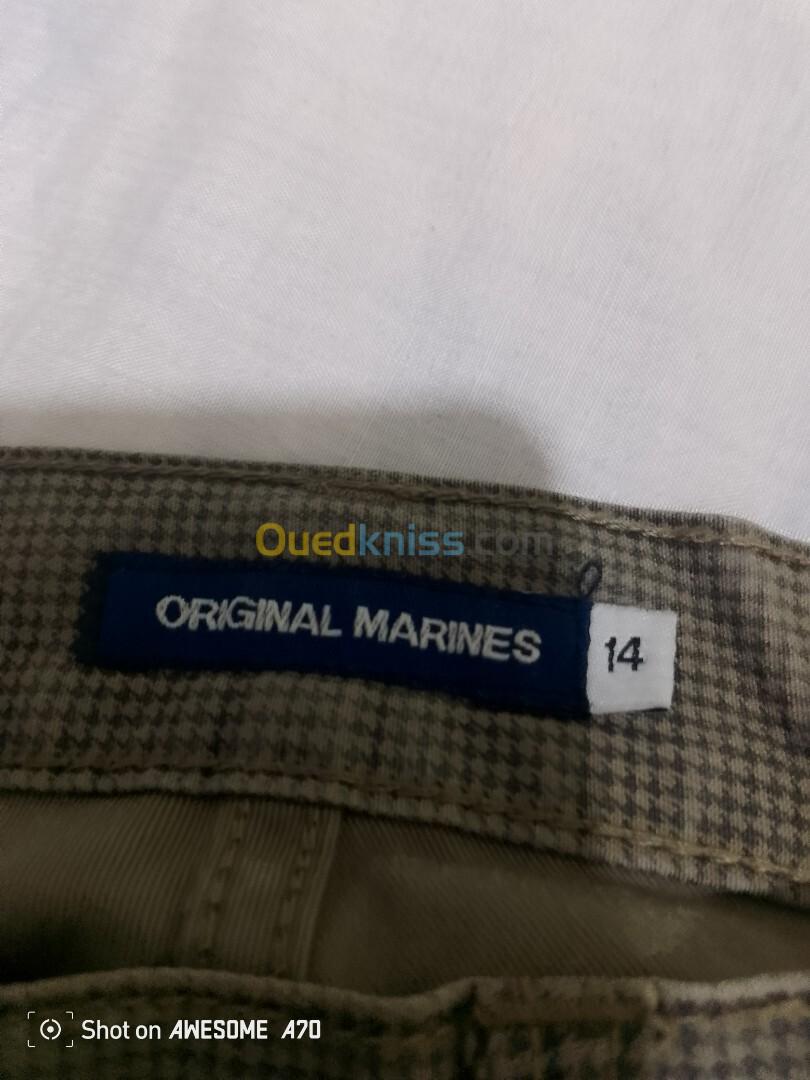 Ouedkniss.com
ORIGINAL MARINES
14
Shot on AWESOME A70